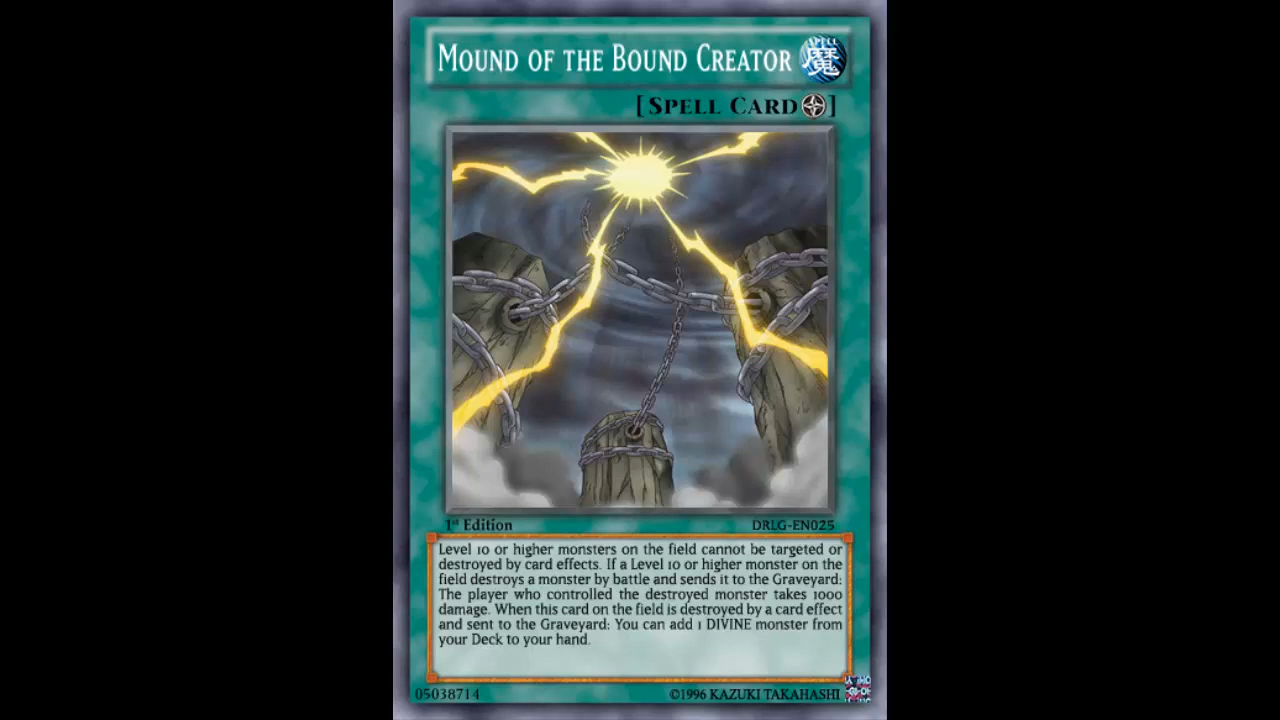 MOUND OF THE BOUND CREATOR
SPELL
魔
[SPELL CARD]
1st Edition
DRLG-EN025
Level 10 or higher monsters on the field cannot be targeted or
destroyed by card effects. If a Level 10 or higher monster on the
field destroys a monster by battle and sends it to the Graveyard:
The player who controlled the destroyed monster takes 1000
damage. When this card on the field is destroyed by a card effect
and sent to the Graveyard: You can add 1 DIVINE monster from
your Deck to your hand.
05038714
©1996 KAZUKI TAKAHASHI